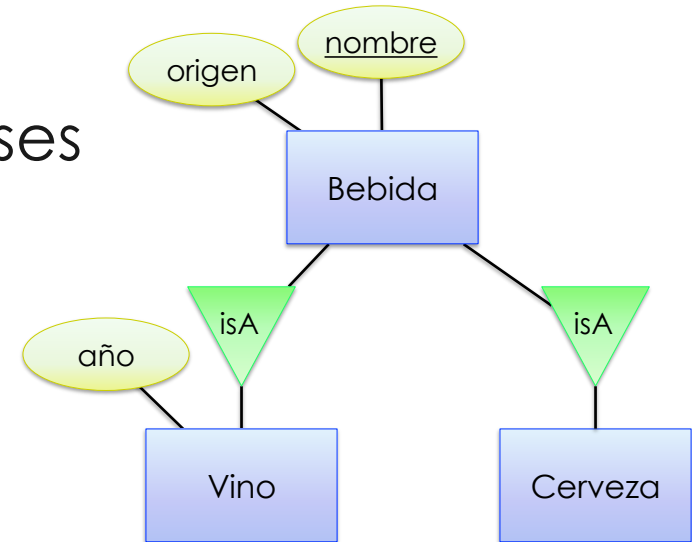 nombre
origen
ses
Bebida
isA
isA
año
Vino
Cerveza